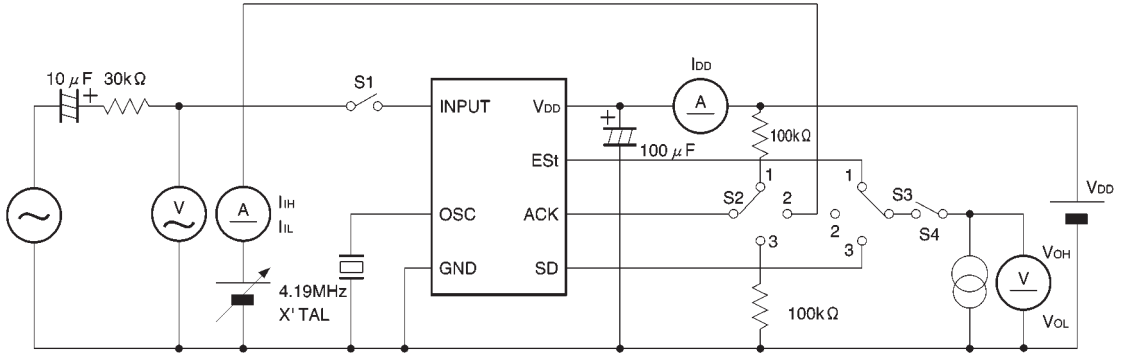 IDD
10 μF
30kΩ
S1
+
INPUT
VDD
A
+
100kΩ
100 μF
ESt
1
1
VDD
V
A
IIH
IIL
OSC
ACK
S2
2
2
S3
S4
3
3
VOH
GND
SD
V
4.19MHz
X' TAL
100kΩ
VOL